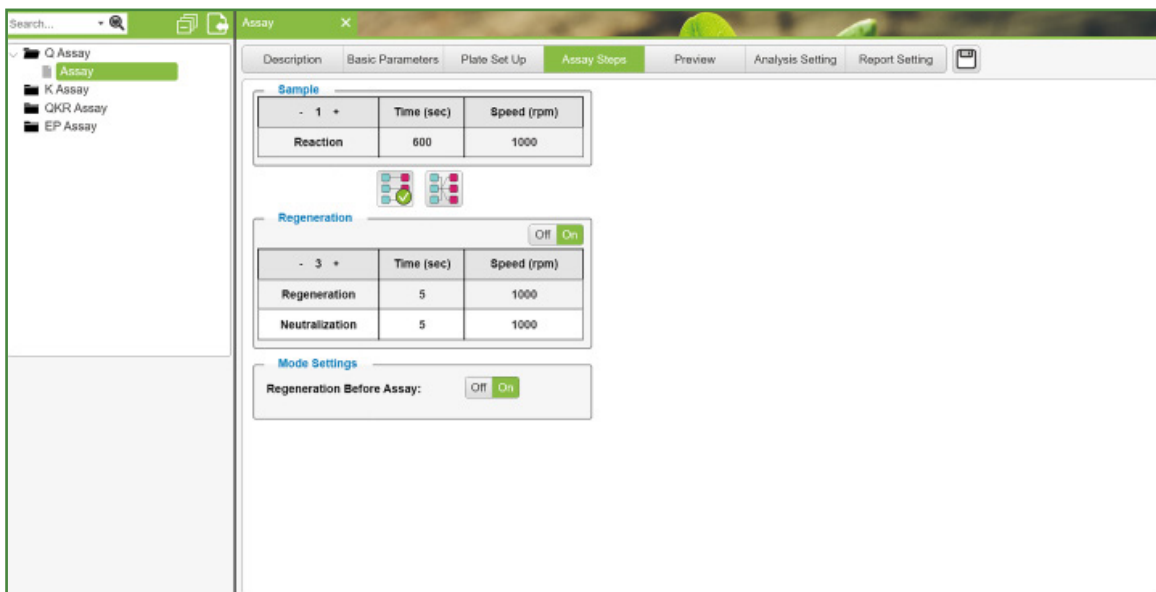 Search...
Assay
Q Assay
Assay
K Assay
QKR Assay
EP Assay
Description Basic Parameters Plate Set Up Assay Steps Preview Analysis Setting Report Setting
Sample
- 1 + Time (sec) Speed (rpm)
Reaction 600 1000
Regeneration
Off On
- 3 + Time (sec) Speed (rpm)
Regeneration 5 1000
Neutralization 5 1000
Mode Settings
Regeneration Before Assay: Off On